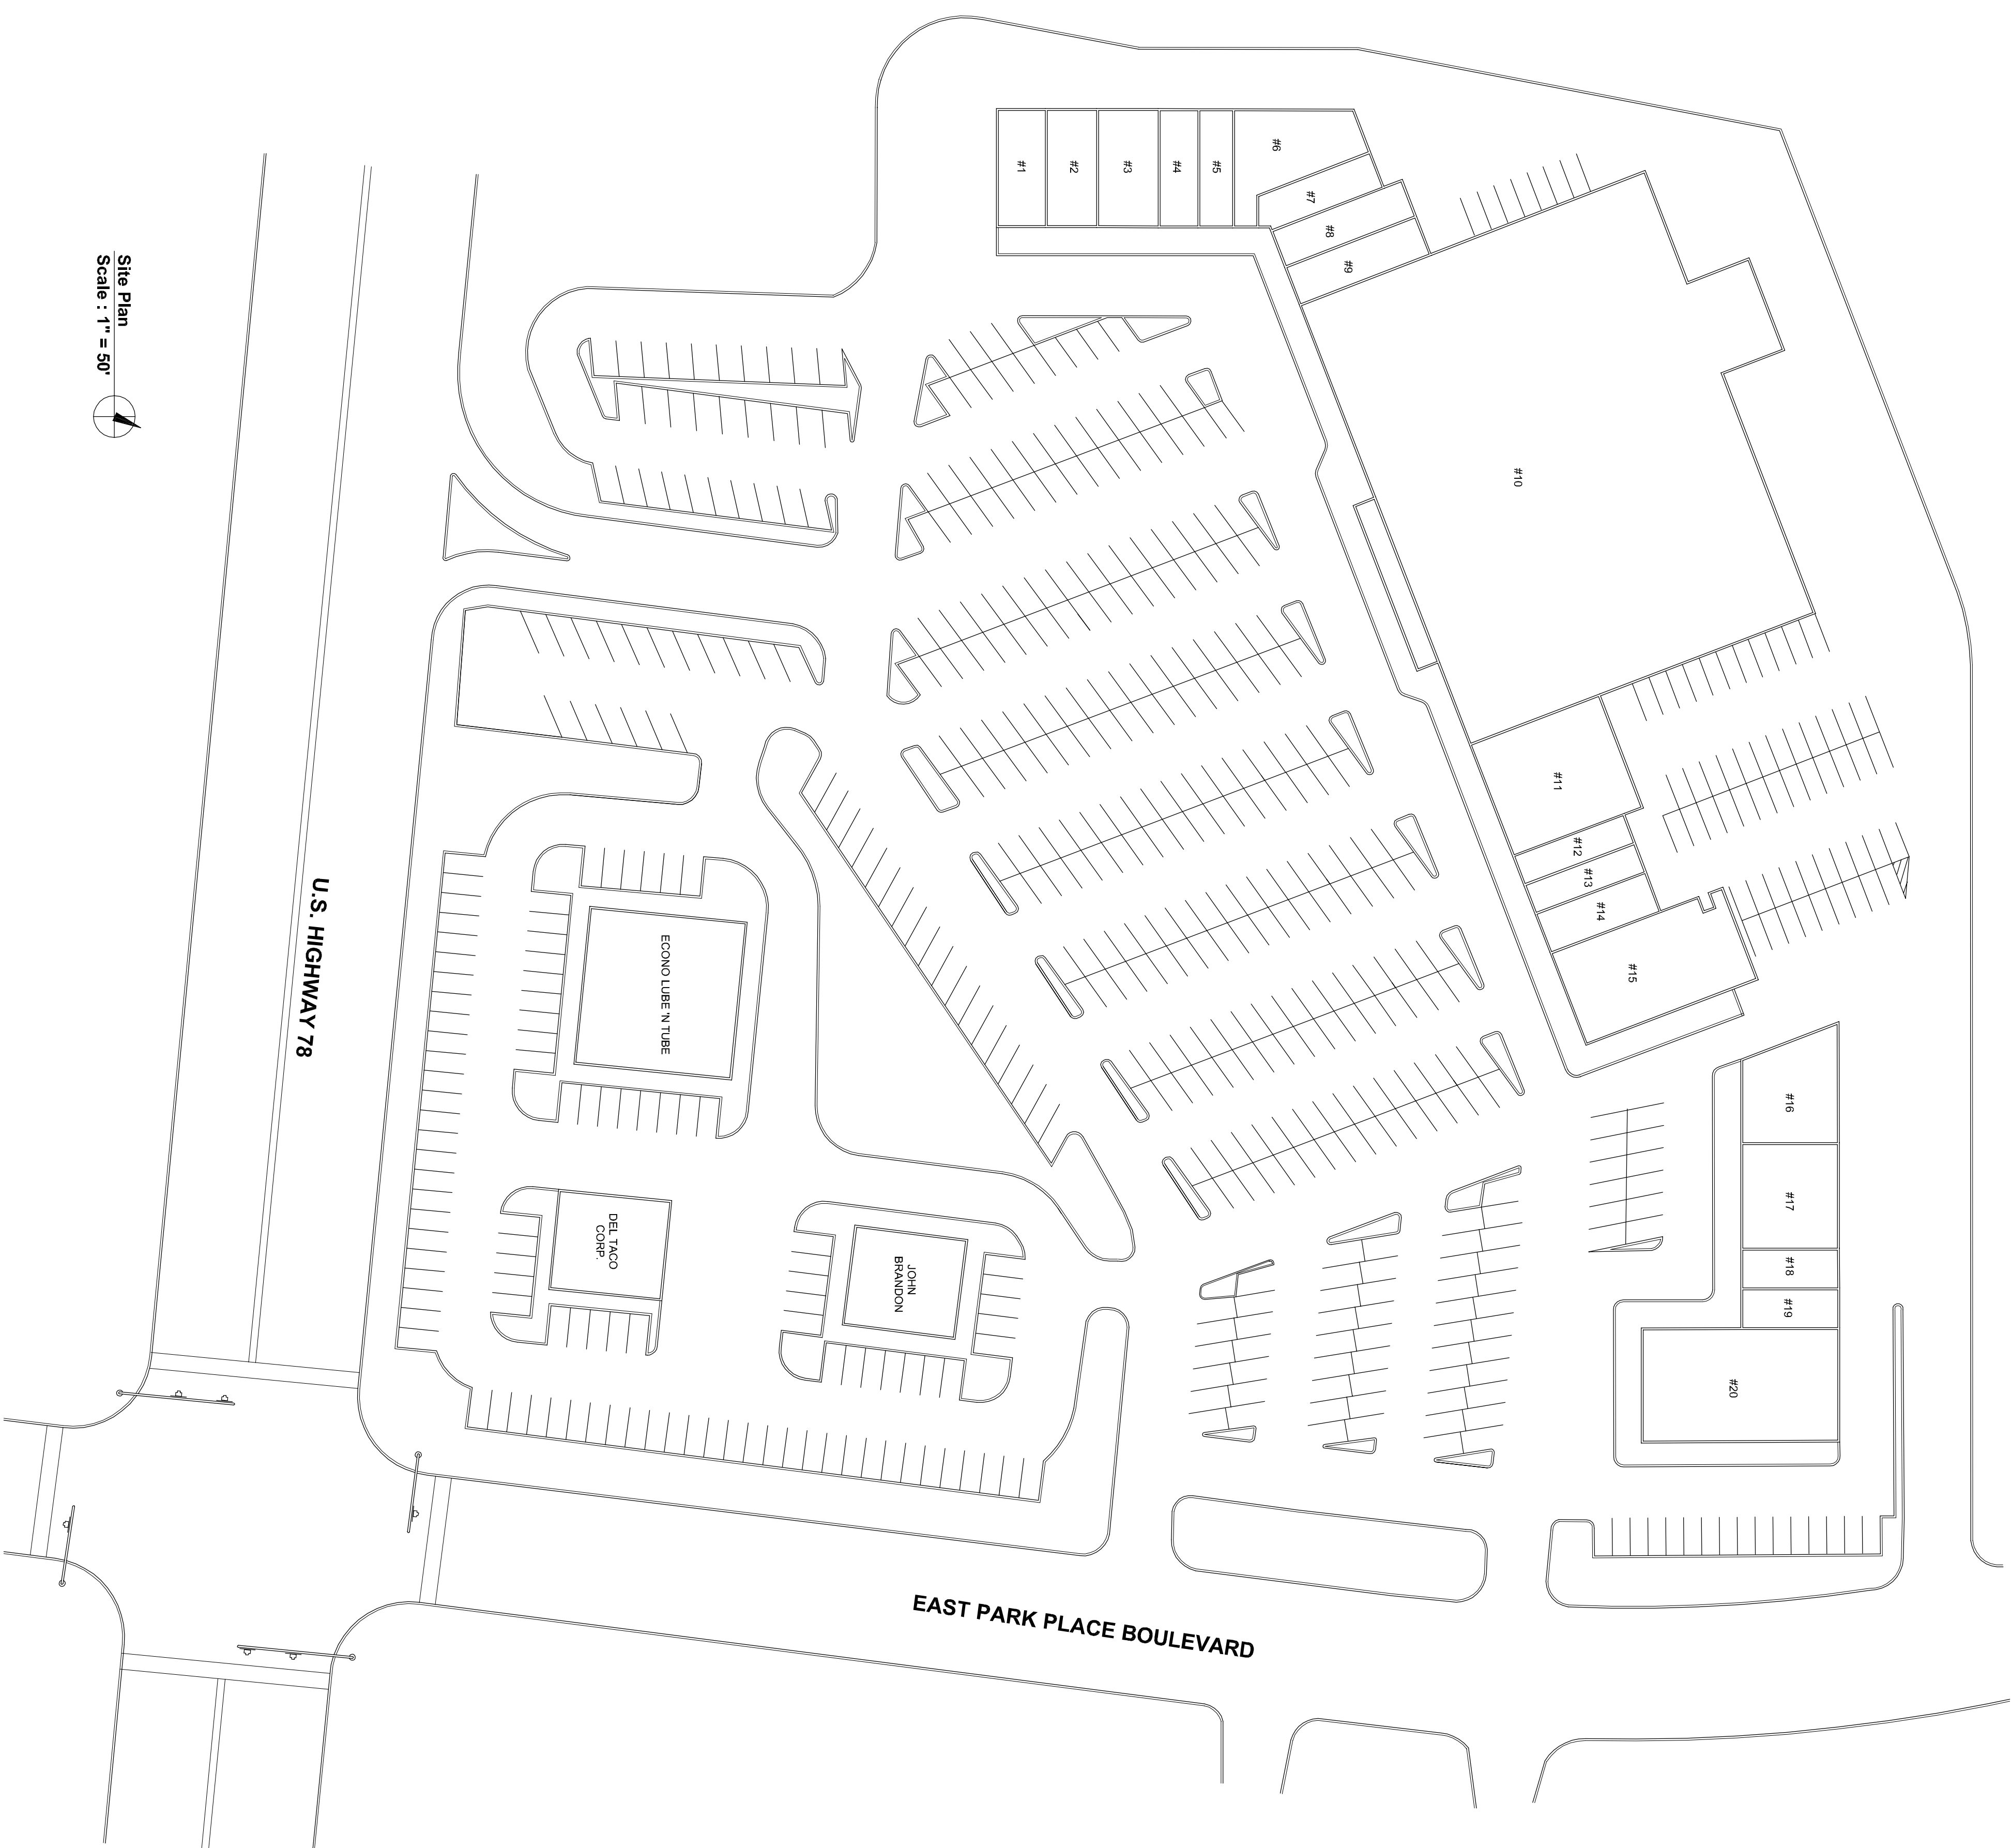 #1
#2
#3
#4
#5
#6
#7
#8
#9
#10
#11
#12
#13
#14
#15
#16
#17
#18
#19
#20
ECONO LUBE 'N TUBE
DEL TACO
CORP.
JOHN
BRANDON
U.S. HIGHWAY 78
EAST PARK PLACE BOULEVARD
Site Plan
Scale : 1" = 50'